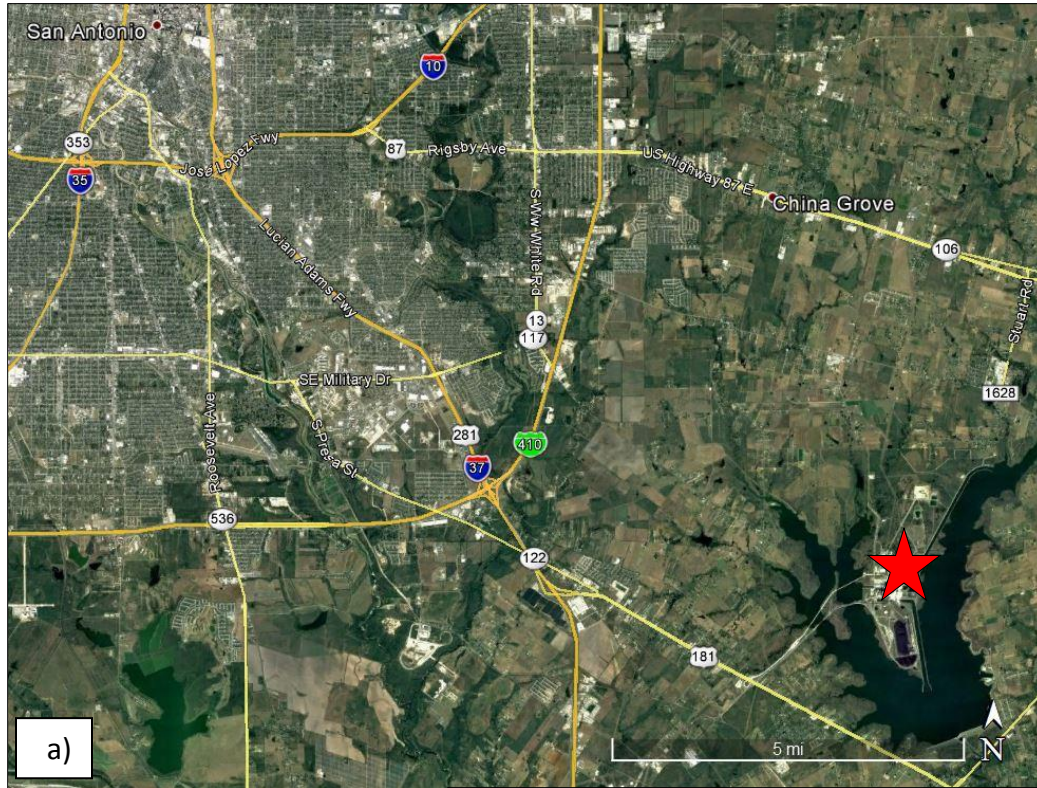 San Antonio
10
353
Jose Lopez Fwy
87
Rigsby Ave
US Highway 87 E
35
S Ww White Rd
China Grove
Lucian Adams Fwy
106
Stuart Rd
13
117
SE Military Dr
1628
Roosevelt Ave
281
410
S Presa St
37
536
122
181
a)
5 mi
N